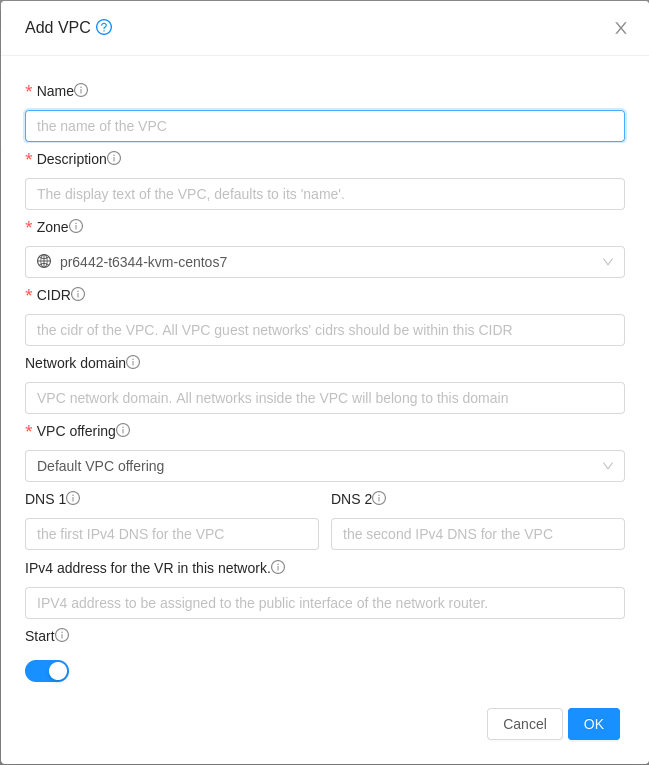 Add VPC
* Name
the name of the VPC
* Description
The display text of the VPC, defaults to its 'name'.
* Zone
pr6442-t6344-kvm-centos7
* CIDR
the cidr of the VPC. All VPC guest networks' cidrs should be within this CIDR
Network domain
VPC network domain. All networks inside the VPC will belong to this domain
* VPC offering
Default VPC offering
DNS 1 DNS 2
the first IPv4 DNS for the VPC the second IPv4 DNS for the VPC
IPv4 address for the VR in this network.
IPV4 address to be assigned to the public interface of the network router.
Start
Cancel OK